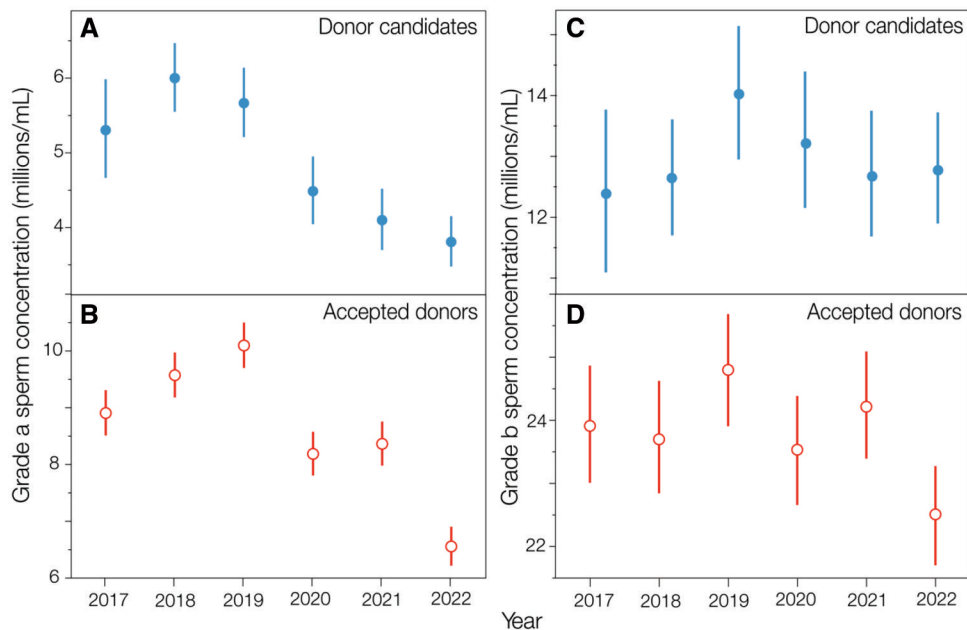 A
Donor candidates
6
5
4
Grade a sperm concentration (millions/mL)
B
Accepted donors
10
8
6
2017 2018 2019 2020 2021 2022
C
Donor candidates
14
12
Grade b sperm concentration (millions/mL)
D
Accepted donors
24
22
2017 2018 2019 2020 2021 2022
Year